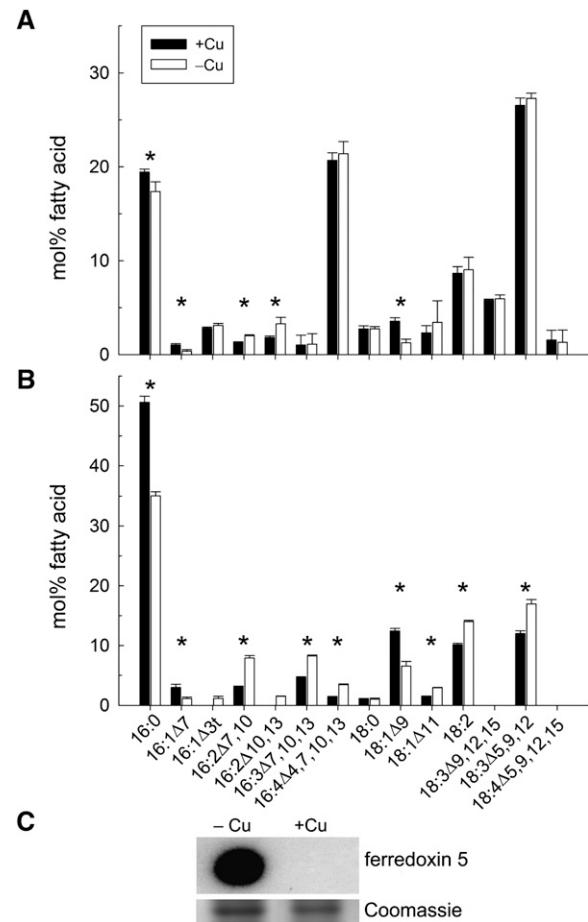 A
+Cu
−Cu
mol% fatty acid
30
20
10
0
*
*
*
*
*
B
mol% fatty acid
50
40
30
20
10
0
*
*
*
*
*
*
*
*
*
16:0
16:1Δ7
16:1Δ3t
16:2Δ7,10
16:2Δ10,13
16:3Δ7,10,13
16:4Δ4,7,10,13
18:0
18:1Δ9
18:1Δ11
18:2
18:3Δ9,12,15
18:3Δ5,9,12
18:4Δ5,9,12,15
C
− Cu +Cu
ferredoxin 5
Coomassie